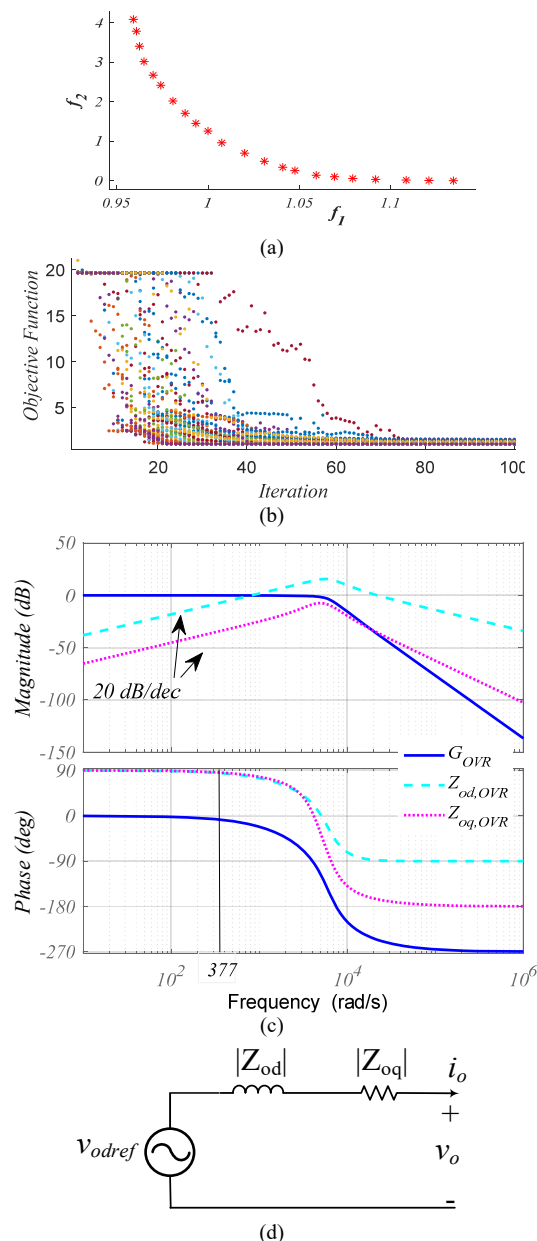 4
3
2
1
0
f2
0.95 1 1.05 1.1
f1
(a)
20
15
10
5
Objective Function
20 40 60 80 100
Iteration
(b)
50
0
-50
-100
-150
Magnitude (dB)
20 dB/dec
GOVR
Zod,OVR
Zoq,OVR
90
0
-90
-180
-270
Phase (deg)
10^2 377 10^4 10^6
Frequency (rad/s)
(c)
|Zod| |Zoq| io
+
vodref
vo
-
(d)